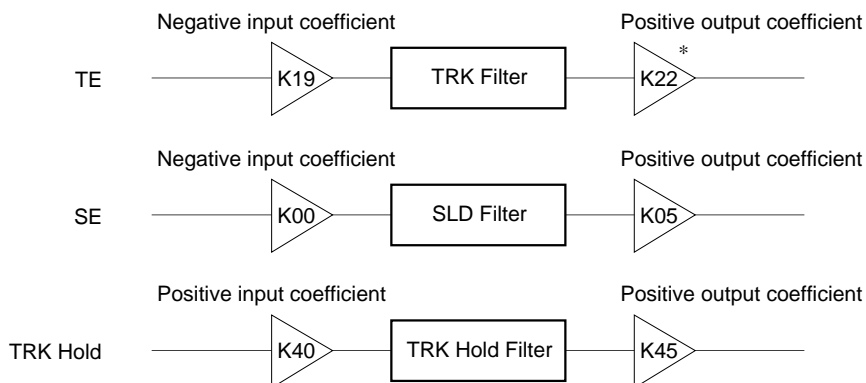 Negative input coefficient Positive output coefficient
TE K19 TRK Filter K22 *
Negative input coefficient Positive output coefficient
SE K00 SLD Filter K05
Positive input coefficient Positive output coefficient
TRK Hold K40 TRK Hold Filter K45